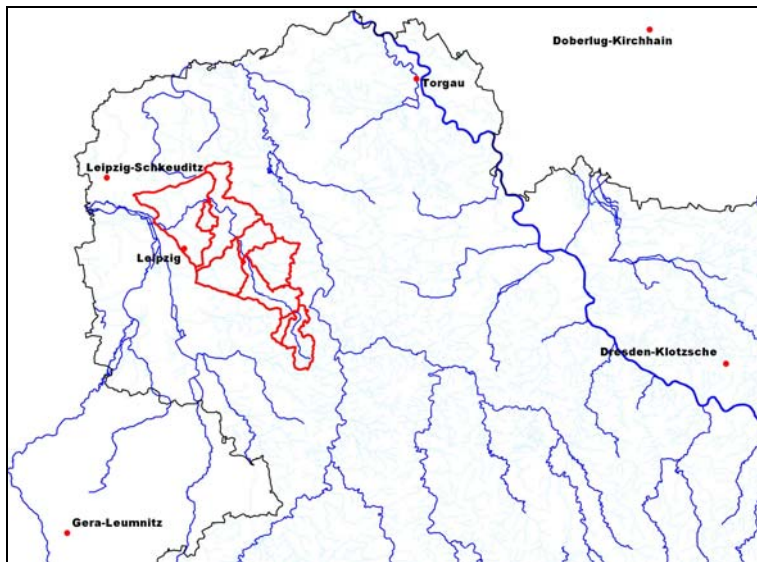 Doberlug-Kirchhain
Torgau
Leipzig-Schkeuditz
Leipzig
Dresden-Klotzsche
Gera-Leumnitz